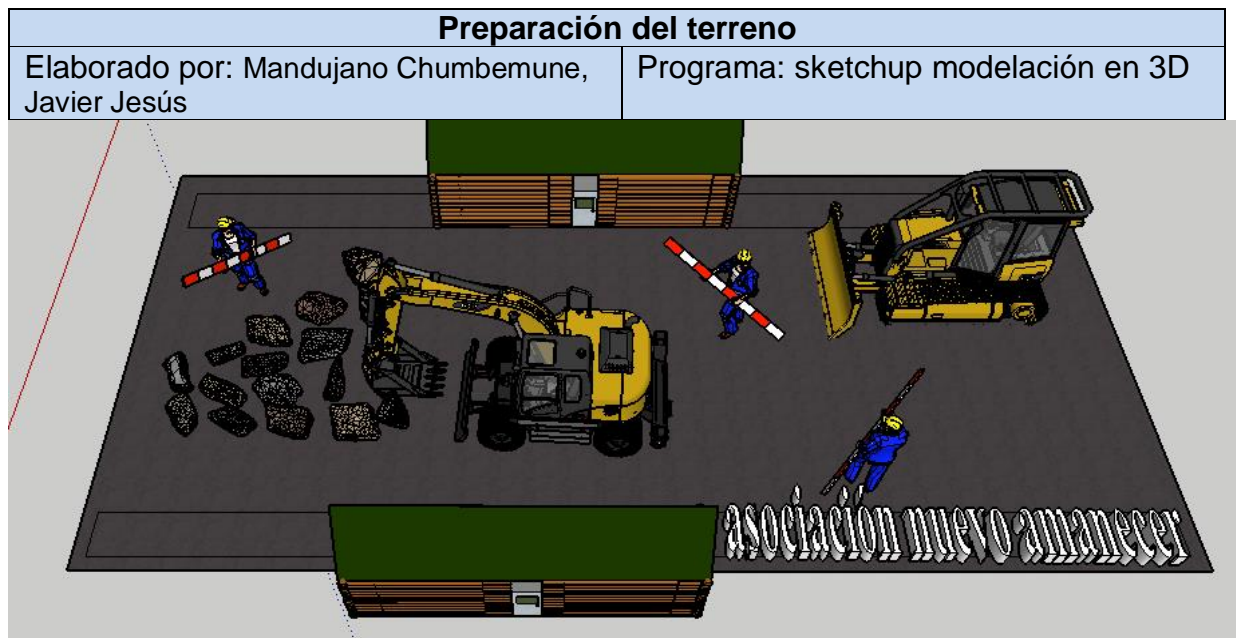 Preparación del terreno
Elaborado por: Mandujano Chumbemune,
Javier Jesús
Programa: sketchup modelación en 3D
asociación nuevo amanecer